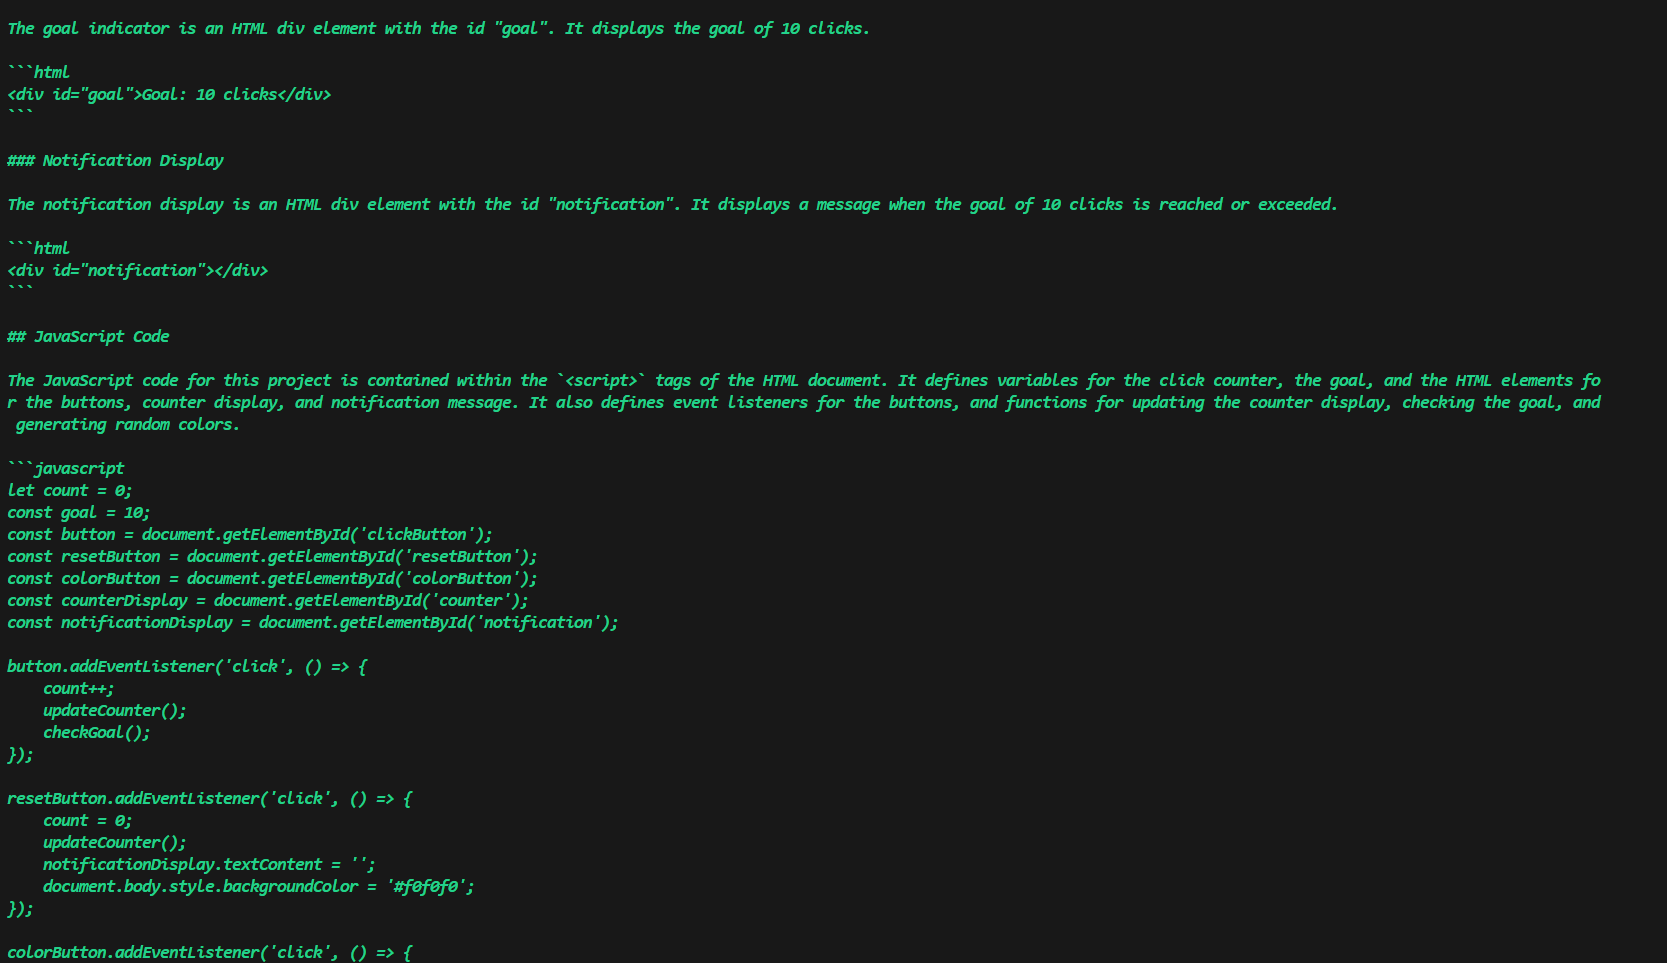 The goal indicator is an HTML div element with the id "goal". It displays the goal of 10 clicks.

```html
<div id="goal">Goal: 10 clicks</div>
```

### Notification Display

The notification display is an HTML div element with the id "notification". It displays a message when the goal of 10 clicks is reached or exceeded.

```html
<div id="notification"></div>
```

## JavaScript Code

The JavaScript code for this project is contained within the `<script>` tags of the HTML document. It defines variables for the click counter, the goal, and the HTML elements fo
r the buttons, counter display, and notification message. It also defines event listeners for the buttons, and functions for updating the counter display, checking the goal, and
 generating random colors.

```javascript
let count = 0;
const goal = 10;
const button = document.getElementById('clickButton');
const resetButton = document.getElementById('resetButton');
const colorButton = document.getElementById('colorButton');
const counterDisplay = document.getElementById('counter');
const notificationDisplay = document.getElementById('notification');

button.addEventListener('click', () => {
    count++;
    updateCounter();
    checkGoal();
});

resetButton.addEventListener('click', () => {
    count = 0;
    updateCounter();
    notificationDisplay.textContent = '';
    document.body.style.backgroundColor = '#f0f0f0';
});

colorButton.addEventListener('click', () => {